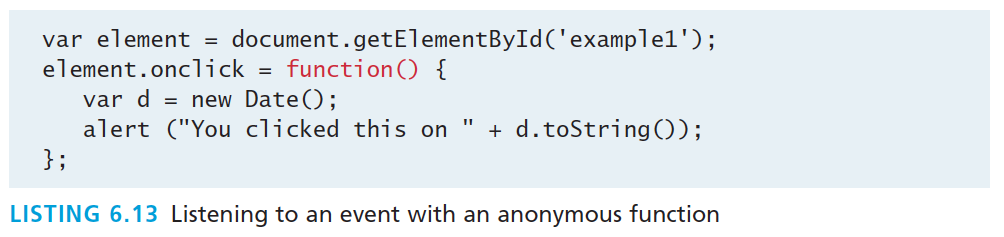 var element = document.getElementById('example1');
element.onclick = function() {
   var d = new Date();
   alert ("You clicked this on " + d.toString());
};
LISTING 6.13 Listening to an event with an anonymous function